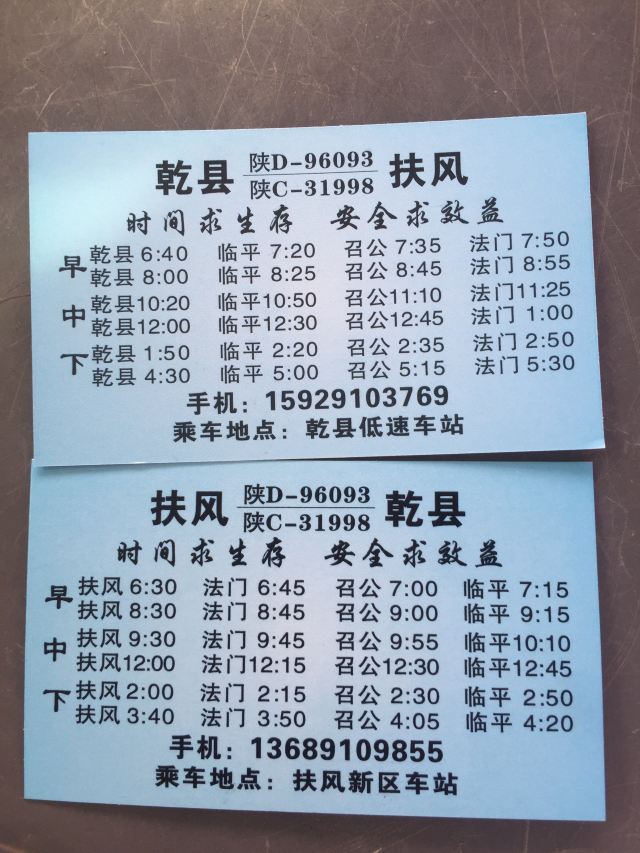 乾县 陕D-96093 扶风
陕C-31998
时间求生存 安全求效益
早 乾县 6:40 临平 7:20 召公 7:35 法门 7:50
乾县 8:00 临平 8:25 召公 8:45 法门 8:55
中 乾县10:20 临平10:50 召公11:10 法门11:25
乾县12:00 临平12:30 召公12:45 法门 1:00
下 乾县 1:50 临平 2:20 召公 2:35 法门 2:50
乾县 4:30 临平 5:00 召公 5:15 法门 5:30
手机：15929103769
乘车地点：乾县低速车站
扶风 陕D-96093 乾县
陕C-31998
时间求生存 安全求效益
早 扶风 6:30 法门 6:45 召公 7:00 临平 7:15
扶风 8:30 法门 8:45 召公 9:00 临平 9:15
中 扶风 9:30 法门 9:45 召公 9:55 临平10:10
扶风12:00 法门12:15 召公12:30 临平12:45
下 扶风 2:00 法门 2:15 召公 2:30 临平 2:50
扶风 3:40 法门 3:50 召公 4:05 临平 4:20
手机：13689109855
乘车地点：扶风新区车站